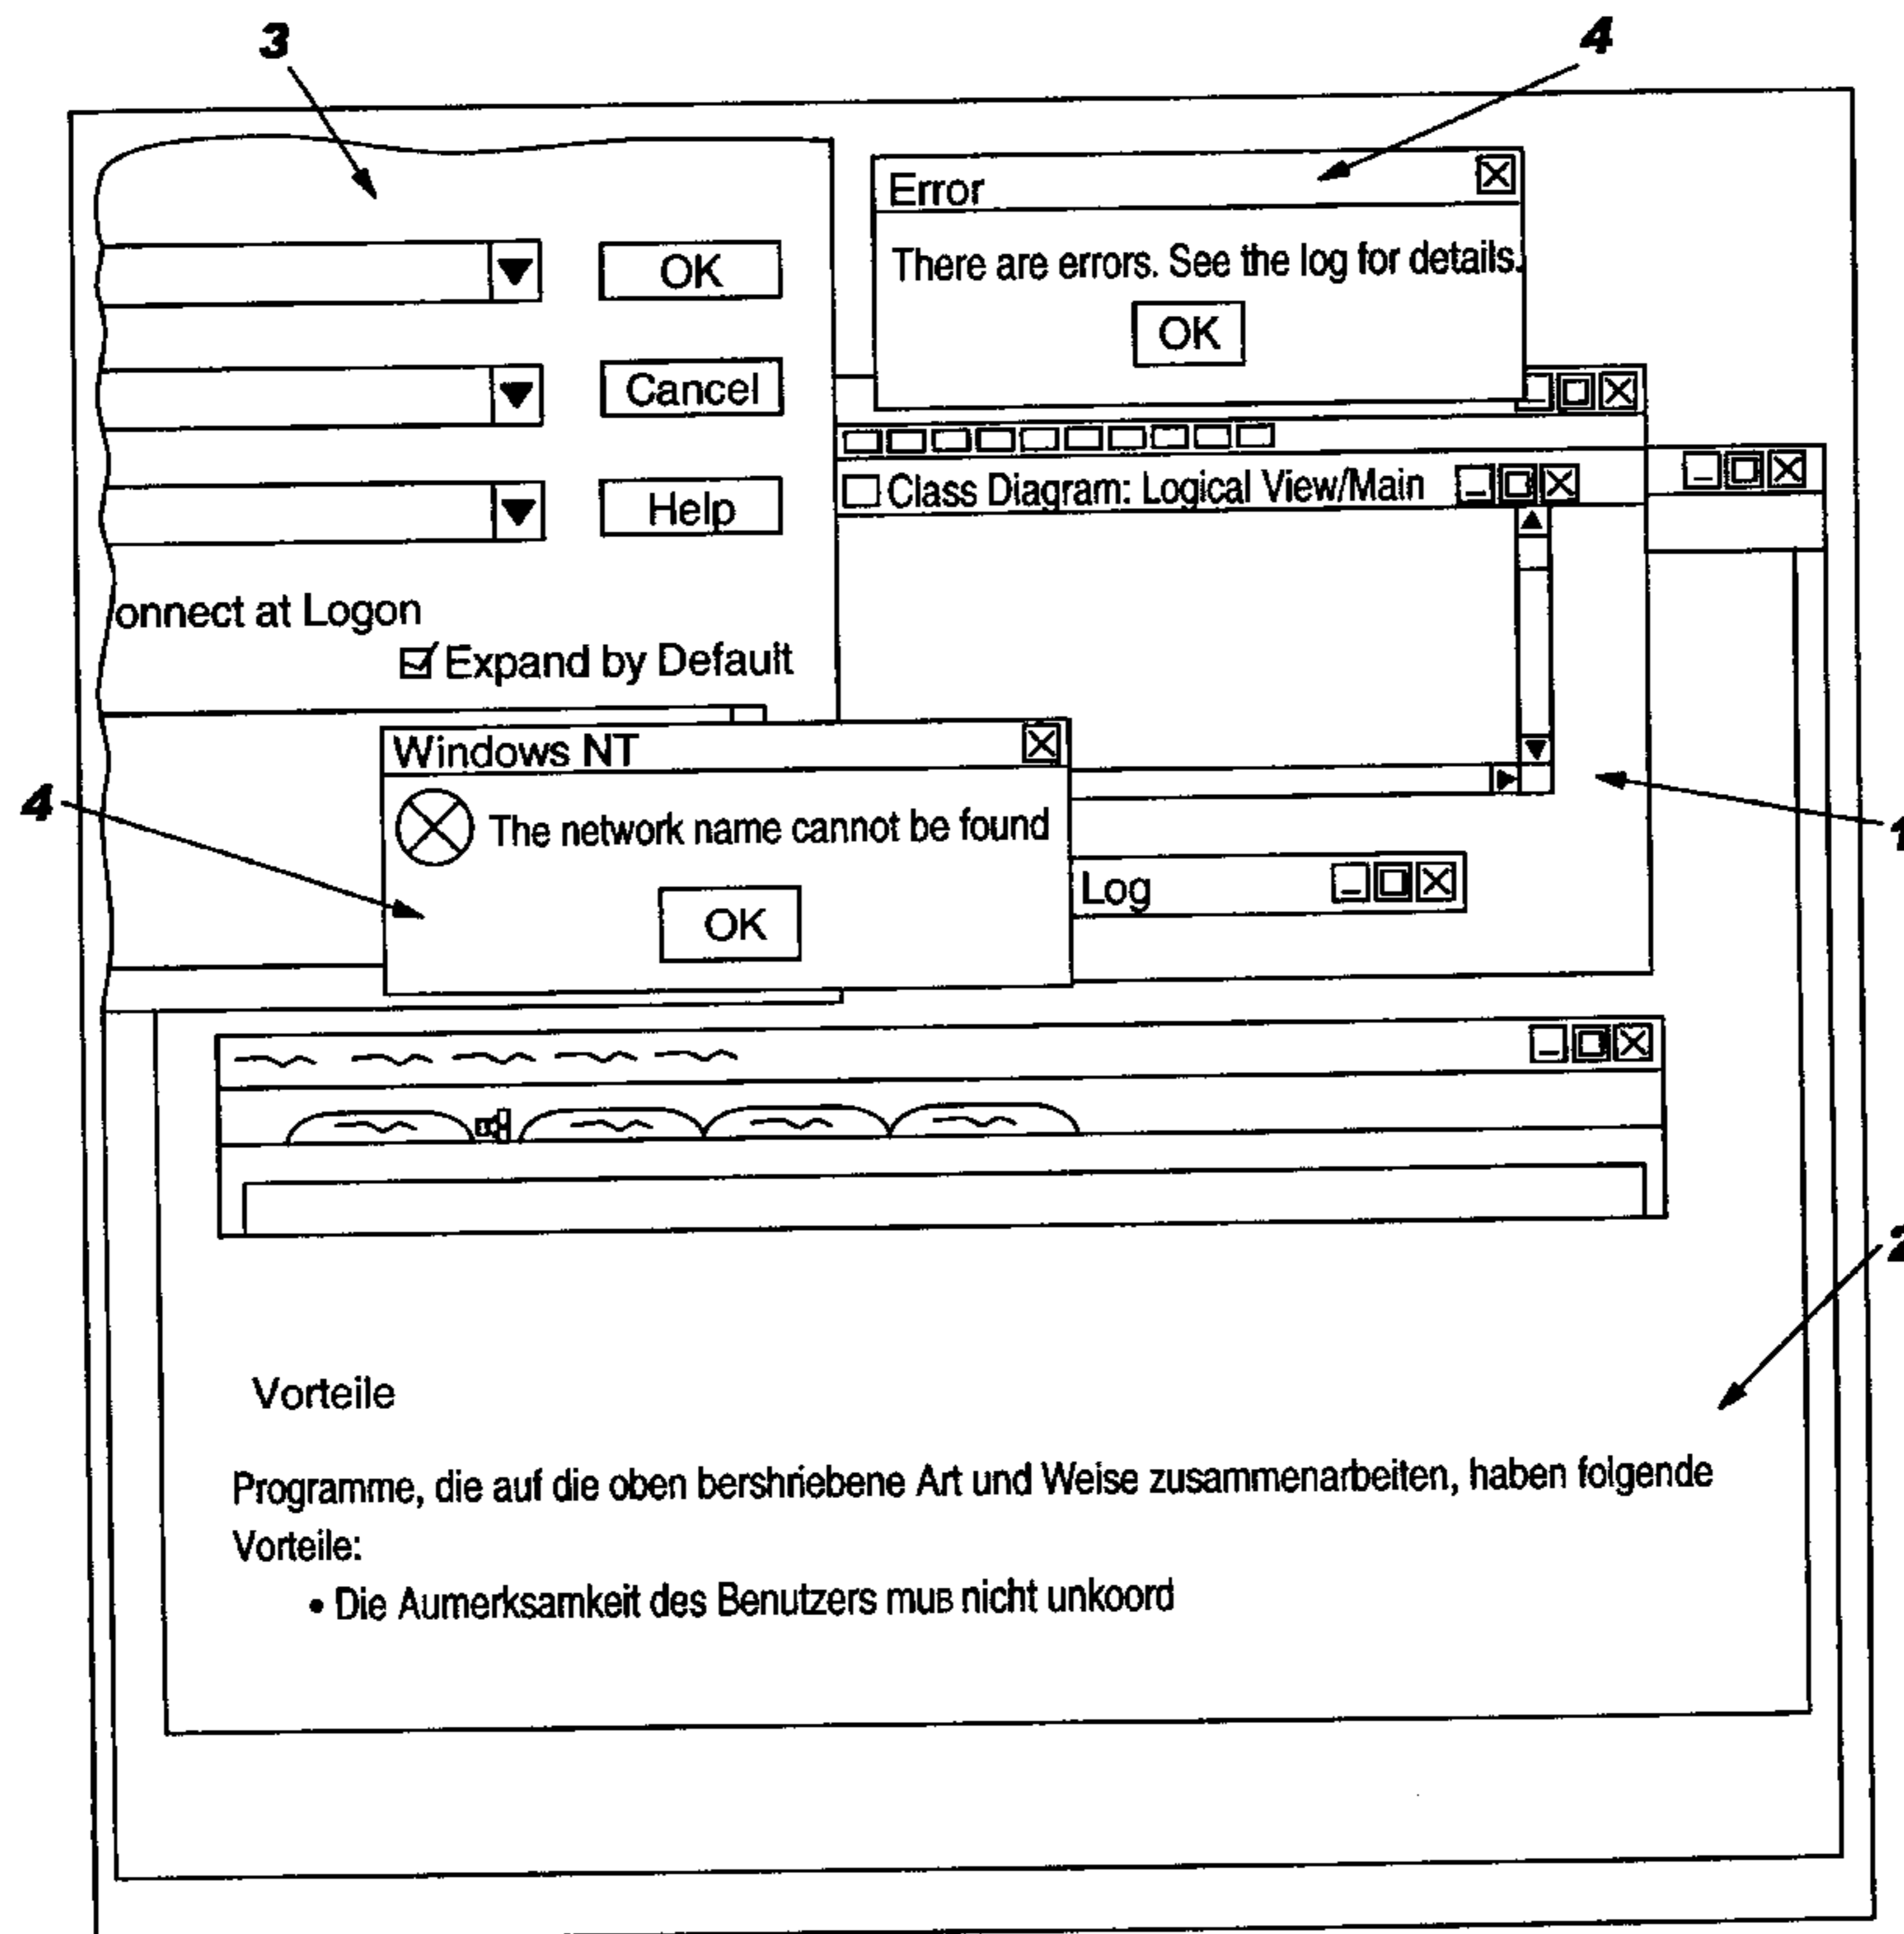 3
4
Error
There are errors. See the log for details.
OK
OK
Cancel
Class Diagram: Logical View/Main
Help
onnect at Logon
Expand by Default
Windows NT
4
The network name cannot be found
1
Log
OK
2
Vorteile
Programme, die auf die oben bershriebene Art und Weise zusammenarbeiten, haben folgende
Vorteile:
• Die Aumerksamkeit des Benutzers muB nicht unkoord